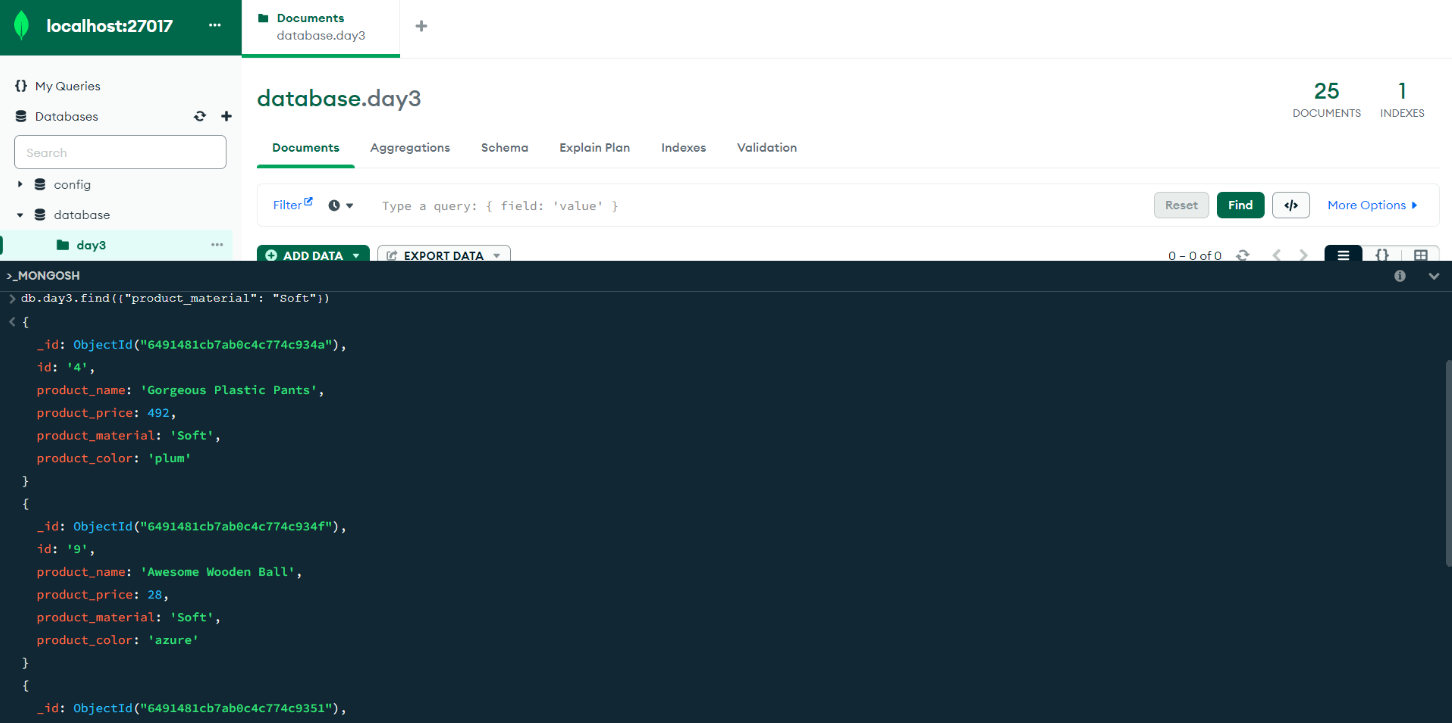 localhost:27017 ...
Documents
database.day3
+
{} My Queries
Databases
Search
config
database
day3 ...
database.day3
25
DOCUMENTS
1
INDEXES
Documents Aggregations Schema Explain Plan Indexes Validation
Filter Type a query: { field: 'value' } Reset Find </> More Options
ADD DATA EXPORT DATA 0 – 0 of 0 {}
>_MONGOSH
> db.day3.find({"product_material": "Soft"})
< {
_id: ObjectId("6491481cb7ab0c4c774c934a"),
id: '4',
product_name: 'Gorgeous Plastic Pants',
product_price: 492,
product_material: 'Soft',
product_color: 'plum'
}
{
_id: ObjectId("6491481cb7ab0c4c774c934f"),
id: '9',
product_name: 'Awesome Wooden Ball',
product_price: 28,
product_material: 'Soft',
product_color: 'azure'
}
{
_id: ObjectId("6491481cb7ab0c4c774c9351"),